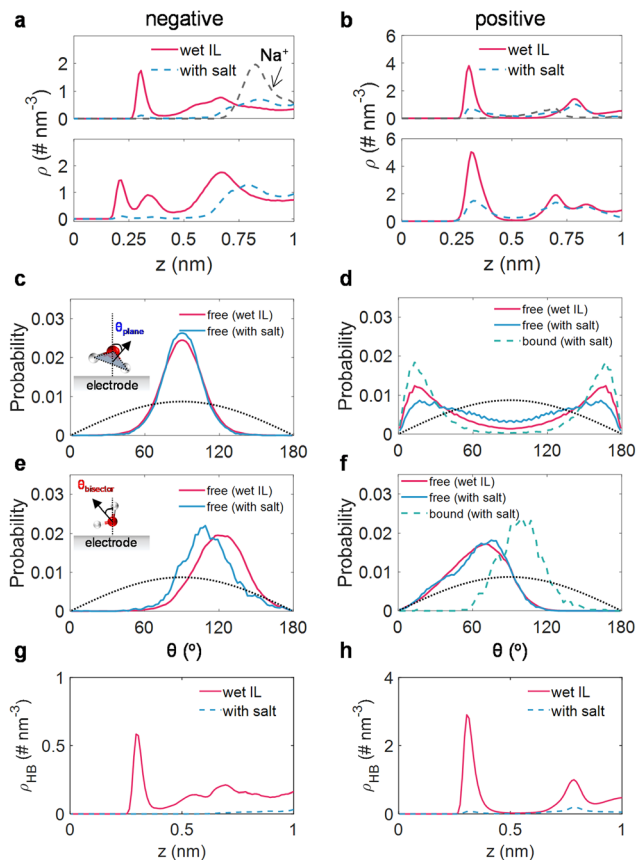 negative
positive
a
wet IL
with salt
Na⁺
ρ (# nm⁻³)
2
1
0
2
1
0
0
0.25
0.5
0.75
1
z (nm)
b
wet IL
with salt
ρ (# nm⁻³)
6
4
2
0
6
4
2
0
0
0.25
0.5
0.75
1
z (nm)
c
θplane
electrode
free (wet IL)
free (with salt)
Probability
0.03
0.02
0.01
0
0
60
120
180
d
free (wet IL)
free (with salt)
bound (with salt)
Probability
0.03
0.02
0.01
0
0
60
120
180
e
θbisector
electrode
free (wet IL)
free (with salt)
Probability
0.03
0.02
0.01
0
0
60
120
180
θ (°)
f
free (wet IL)
free (with salt)
bound (with salt)
Probability
0.03
0.02
0.01
0
0
60
120
180
θ (°)
g
wet IL
with salt
ρHB (# nm⁻³)
1
0.5
0
0
0.5
1
z (nm)
h
wet IL
with salt
ρHB (# nm⁻³)
4
2
0
0
0.5
1
z (nm)